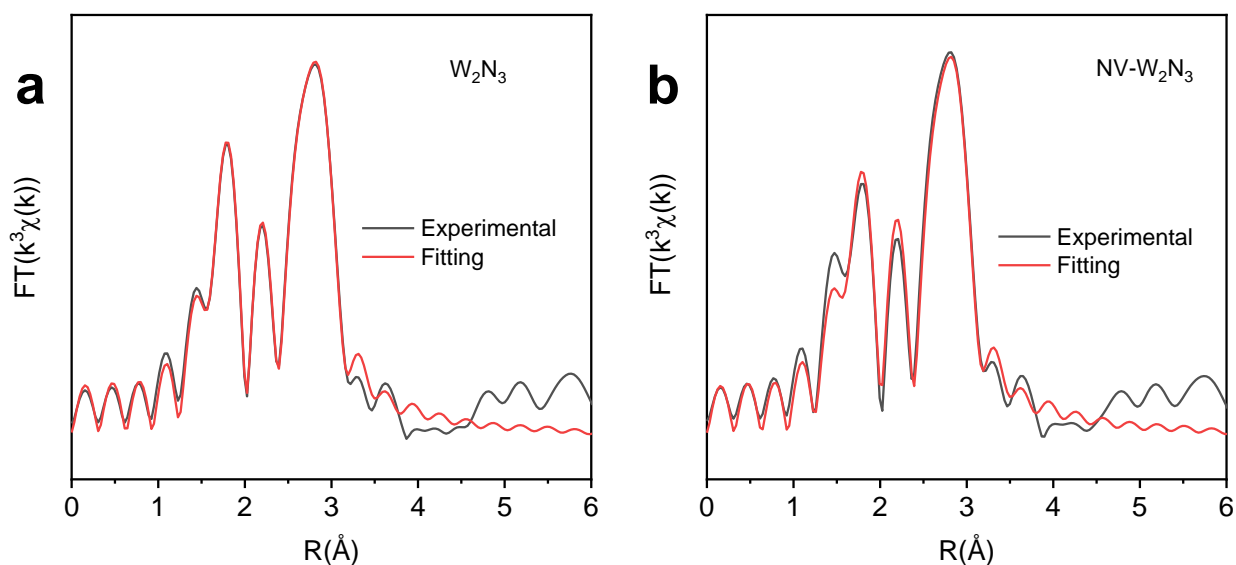 a
W₂N₃
FT(k³χ(k))
Experimental
Fitting
0 1 2 3 4 5 6
R(Å)
b
NV-W₂N₃
FT(k³χ(k))
Experimental
Fitting
0 1 2 3 4 5 6
R(Å)